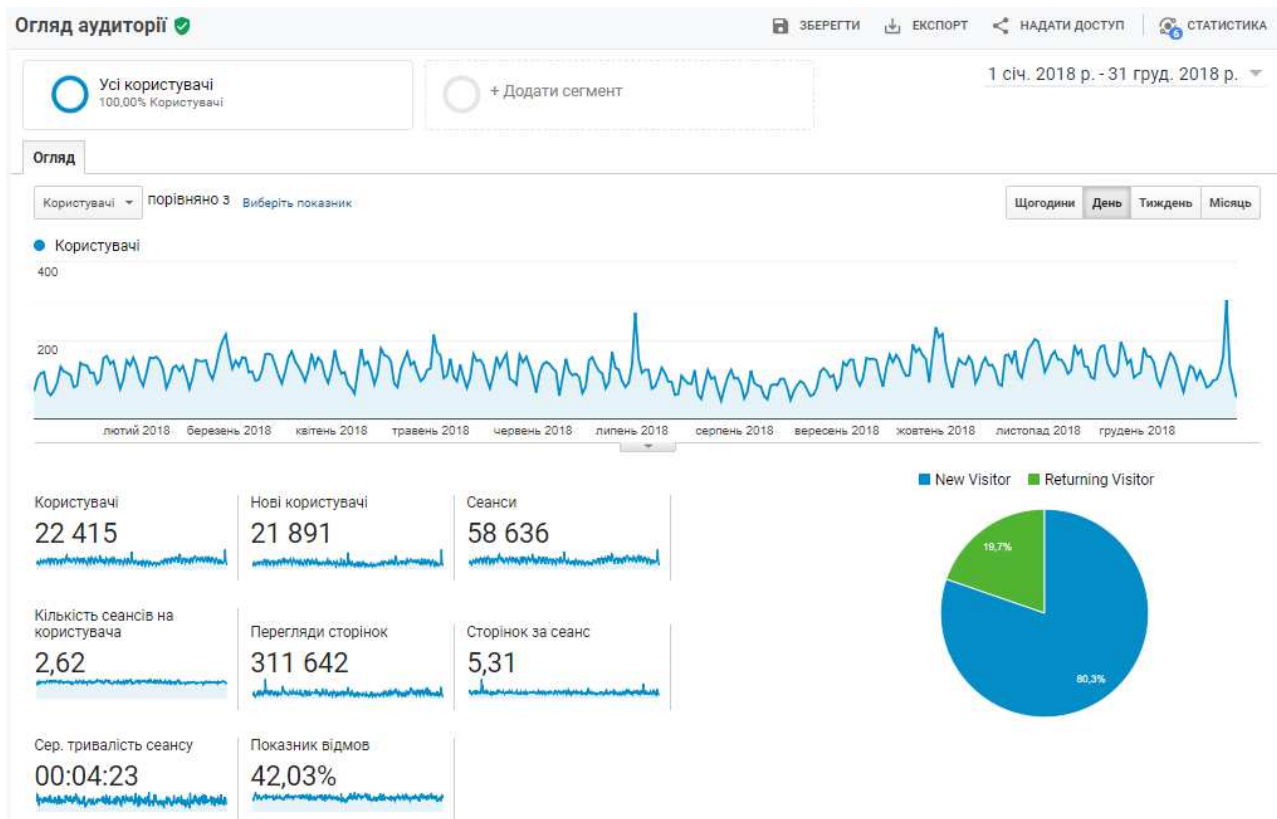 Огляд аудиторії
ЗБЕРЕГТИ ЕКСПОРТ НАДАТИ ДОСТУП 6 СТАТИСТИКА
Усі користувачі
100,00% Користувачі
+ Додати сегмент
1 січ. 2018 р. - 31 груд. 2018 р.
Огляд
Користувачі порівняно з Виберіть показник
Щогодини День Тиждень Місяць
Користувачі
400
200
лютий 2018 березень 2018 квітень 2018 травень 2018 червень 2018 липень 2018 серпень 2018 вересень 2018 жовтень 2018 листопад 2018 грудень 2018
New Visitor Returning Visitor
Користувачі Нові користувачі Сеанси
22 415 21 891 58 636
19,7%
80,3%
Кількість сеансів на
користувача Перегляди сторінок Сторінок за сеанс
2,62 311 642 5,31
Сер. тривалість сеансу Показник відмов
00:04:23 42,03%